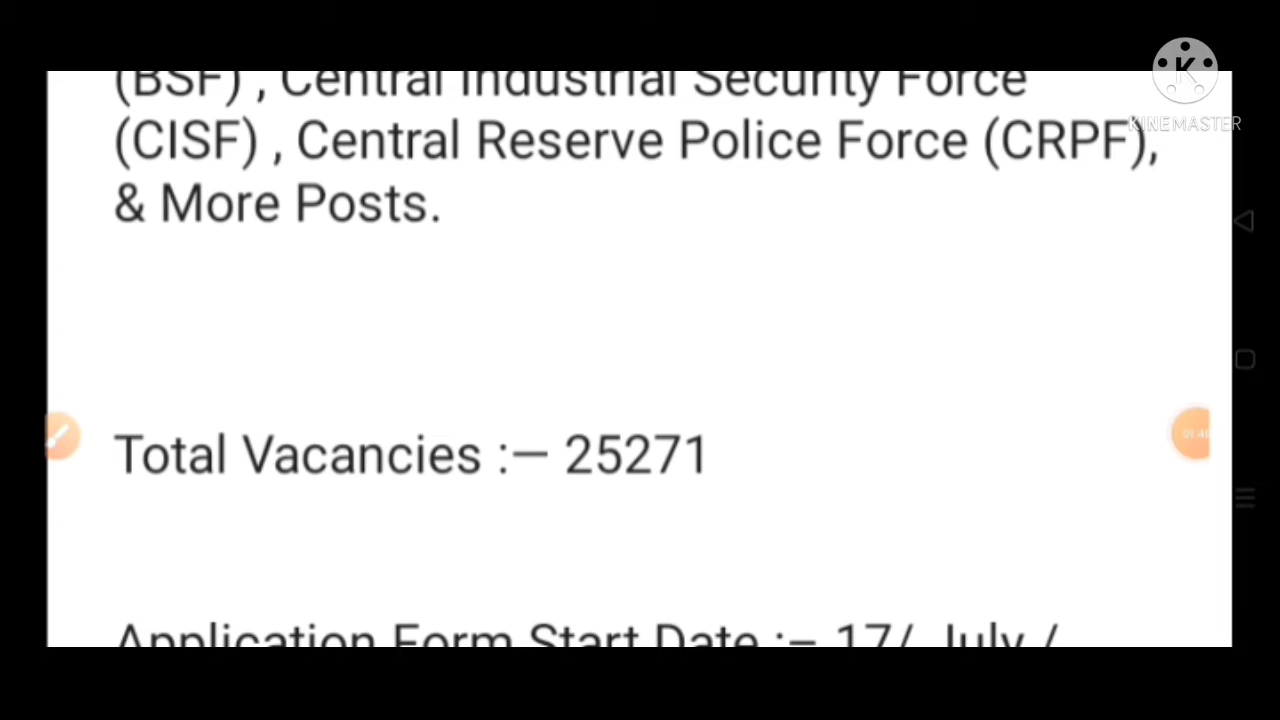 (BSF) , Central Industrial Security Force
(CISF) , Central Reserve Police Force (CRPF),
& More Posts.
Total Vacancies :— 25271
Application Form Start Date :– 17/ July /
K
KINEMASTER